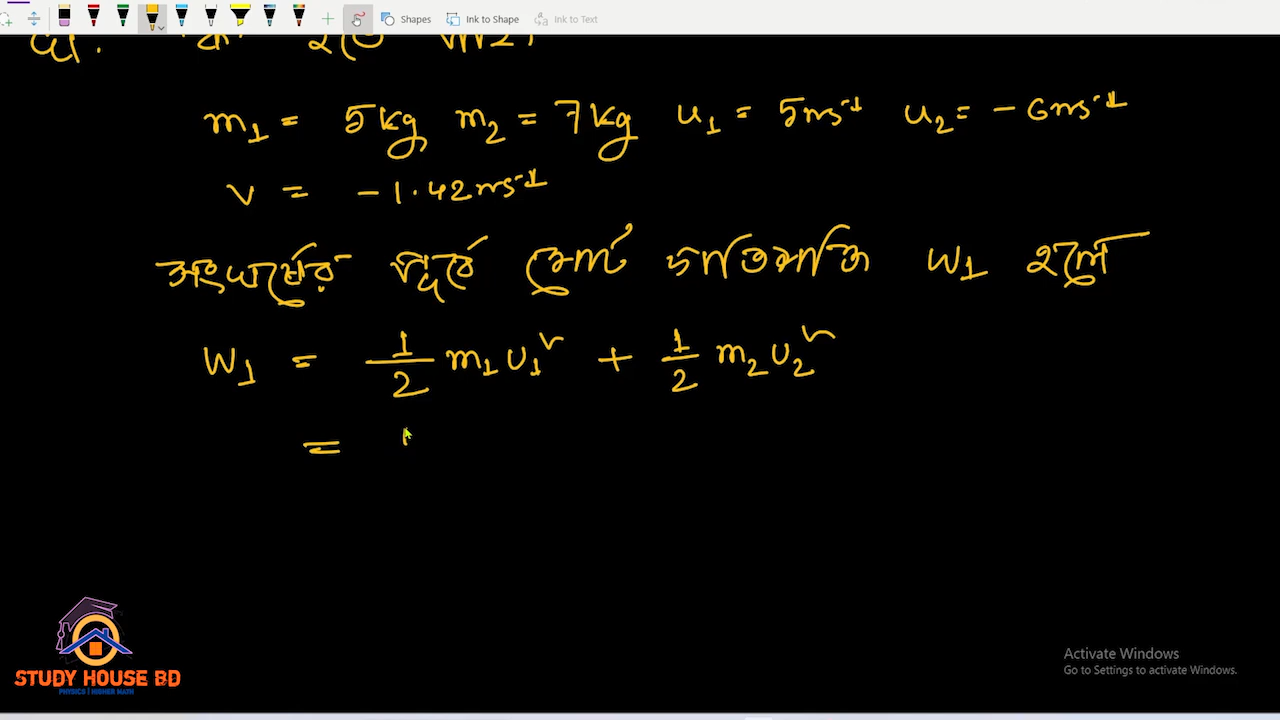 Shapes Ink to Shape Ink to Text
হতে পাই।
m₁ = 5kg m₂ = 7kg u₁ = 5ms⁻¹ u₂ = - 6ms⁻¹
v = - 1.42ms⁻¹
সংঘর্ষের পূর্বে মোট গতিশক্তি W₁ হলে
W₁ = 1/2 m₁u₁² + 1/2 m₂u₂²
=
STUDY HOUSE BD
PHYSICS | HIGHER MATH
Activate Windows
Go to Settings to activate Windows.